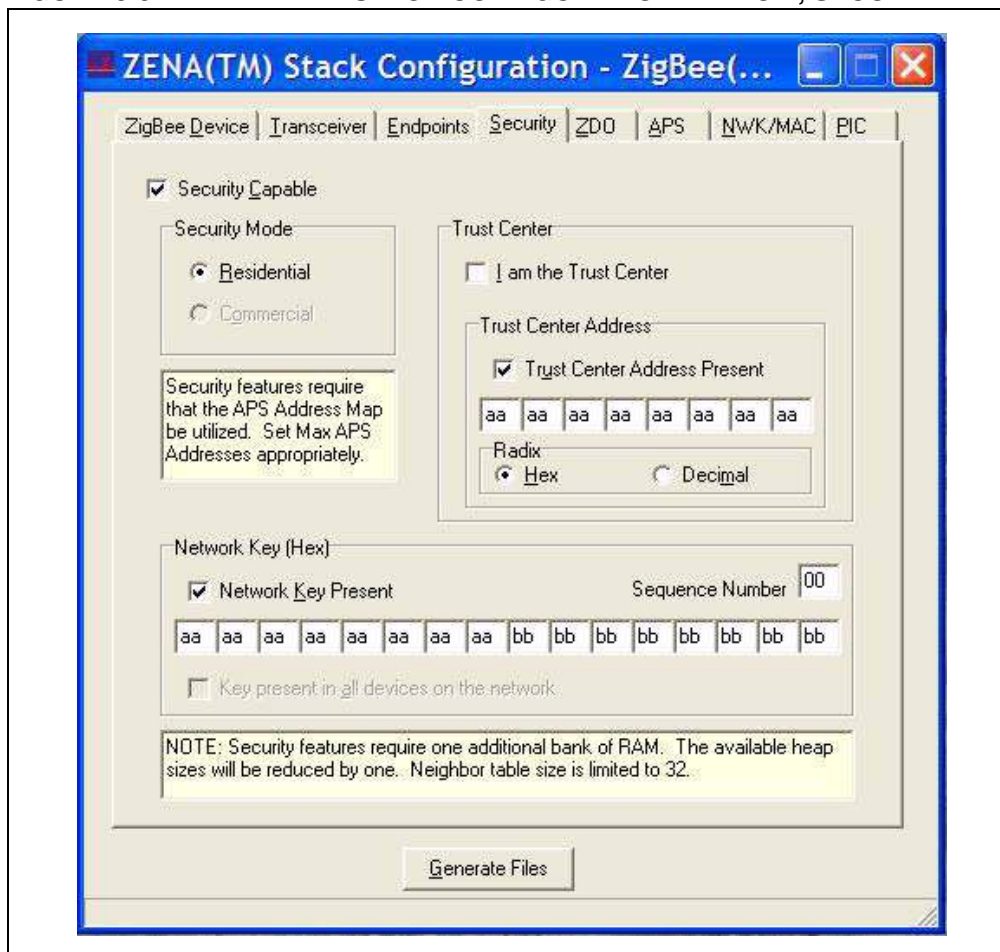 ZENA(TM) Stack Configuration - ZigBee(...
ZigBee Device
Transceiver
Endpoints
Security
ZDO
APS
NWK/MAC
PIC
Security Capable
Security Mode
Residential
Commercial
Security features require
that the APS Address Map
be utilized. Set Max APS
Addresses appropriately.
Trust Center
I am the Trust Center
Trust Center Address
Trust Center Address Present
aa aa aa aa aa aa aa aa
Radix
Hex
Decimal
Network Key (Hex)
Network Key Present
Sequence Number 00
aa aa aa aa aa aa aa aa bb bb bb bb bb bb bb bb
Key present in all devices on the network
NOTE: Security features require one additional bank of RAM. The available heap
sizes will be reduced by one. Neighbor table size is limited to 32.
Generate Files